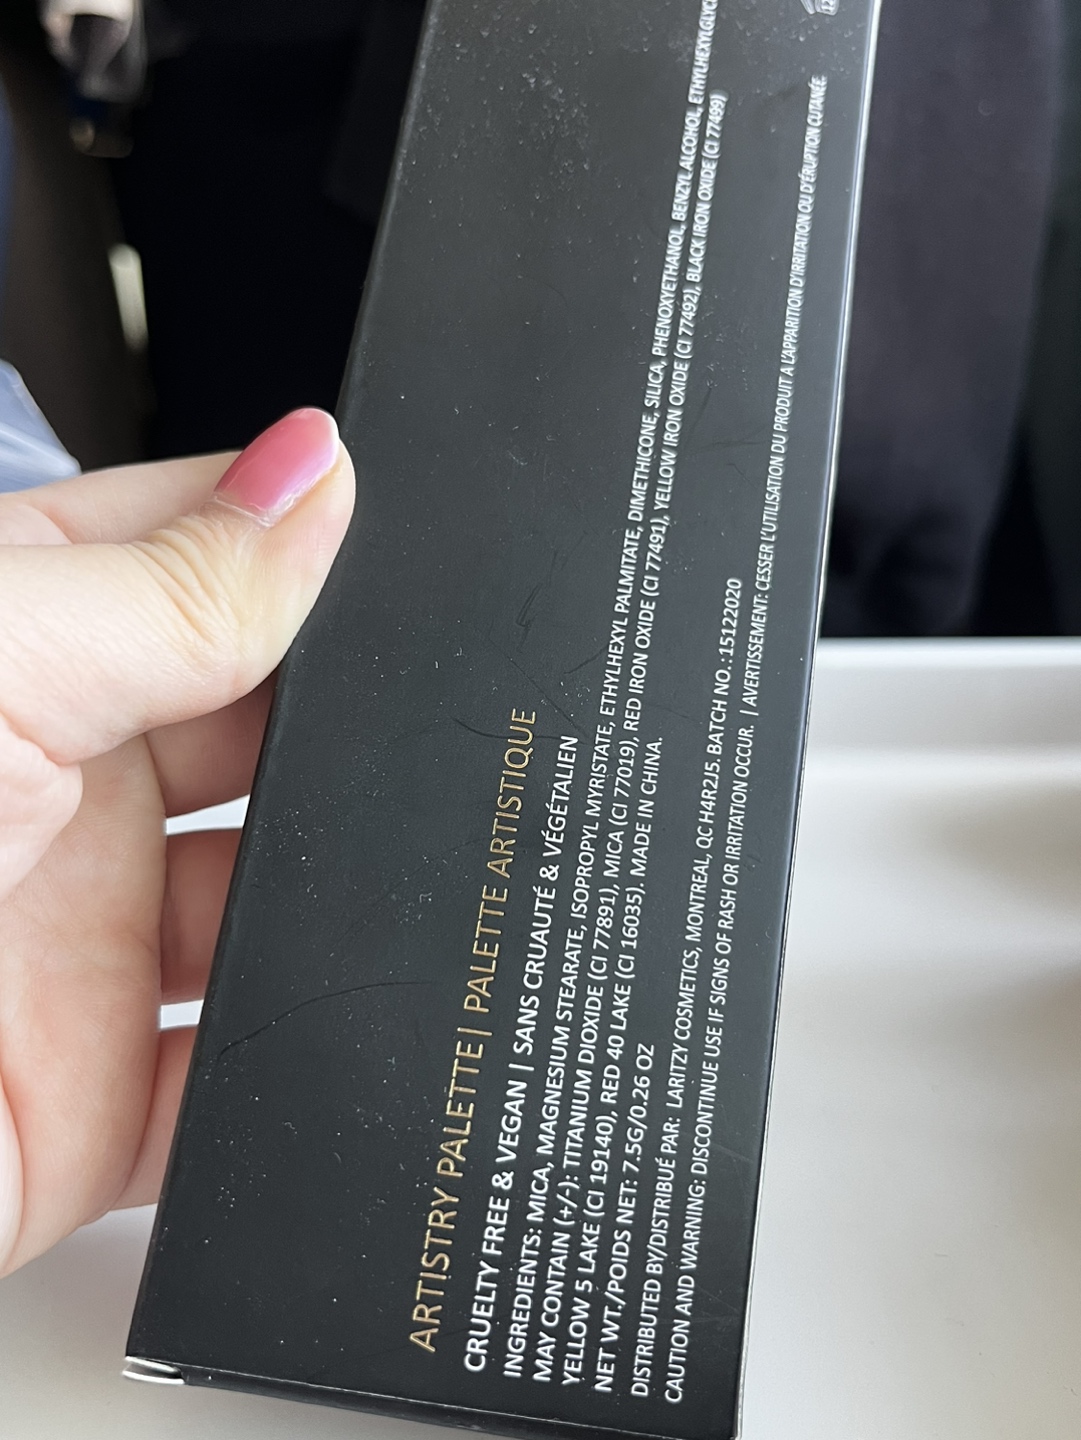 ARTISTRY PALETTE | PALETTE ARTISTIQUE
CRUELTY FREE & VEGAN | SANS CRUAUTÉ & VÉGÉTALIEN
INGREDIENTS: MICA, MAGNESIUM STEARATE, ISOPROPYL MYRISTATE, ETHYLHEXYL PALMITATE, DIMETHICONE, SILICA, PHENOXYETHANOL, BENZYL ALCOHOL,
MAY CONTAIN (+/-): TITANIUM DIOXIDE (CI 77891), MICA (CI 77019), RED IRON OXIDE (CI 77491), YELLOW IRON OXIDE (CI 77492), BLACK IRON OXIDE (CI 77499)
YELLOW 5 LAKE (CI 19140), RED 40 LAKE (CI 16035). MADE IN CHINA.
NET WT./POIDS NET: 7.5G/0.26 OZ
DISTRIBUTED BY/DISTRIBUÉ PAR: LARITZY COSMETICS, MONTREAL, QC H4R2J5. BATCH NO.:15122020
CAUTION AND WARNING: DISCONTINUE USE IF SIGNS OF RASH OR IRRITATION OCCUR. | AVERTISSEMENT: CESSER L'UTILISATION DU PRODUIT A L'APPARITION D'IRRITATION OU D'ÉRUPTION CUTANÉE.